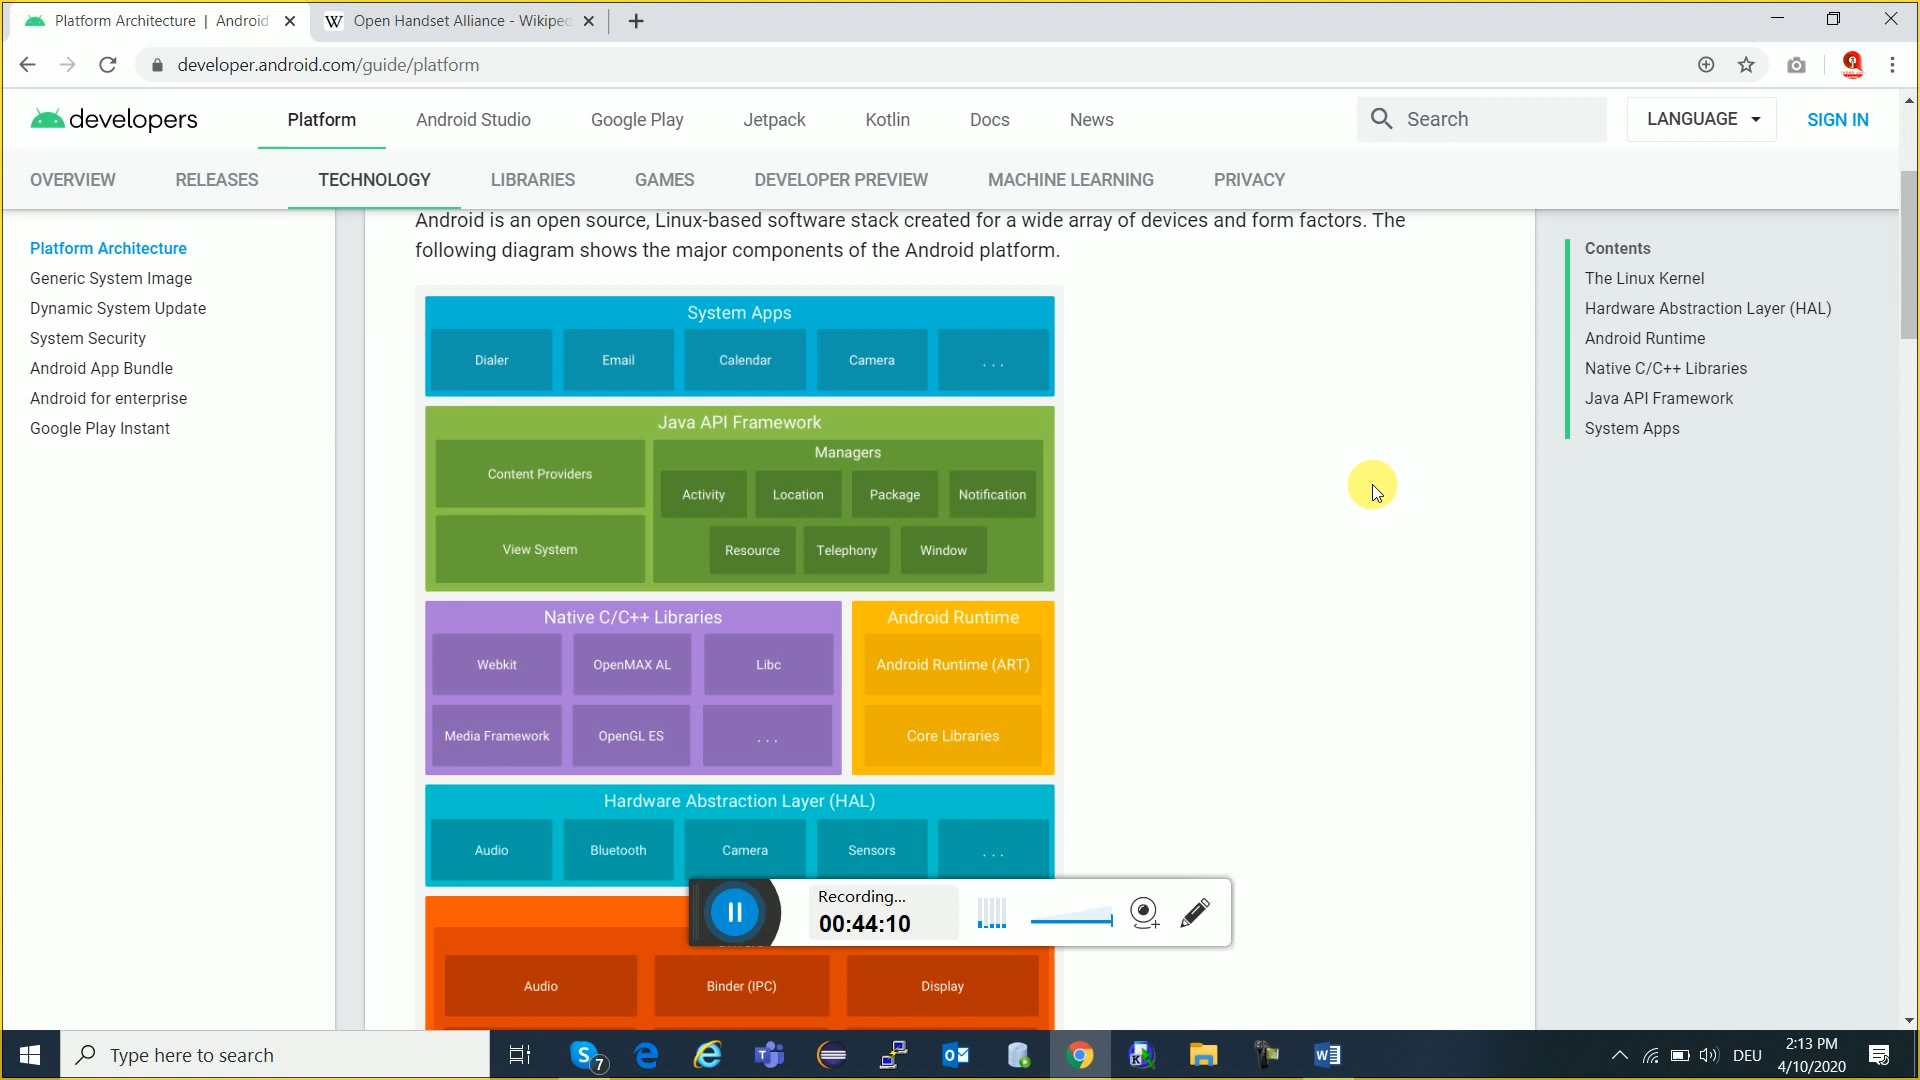 Platform Architecture | Android
Open Handset Alliance - Wikiped
developer.android.com/guide/platform
developers
Platform
Android Studio
Google Play
Jetpack
Kotlin
Docs
News
Search
LANGUAGE
SIGN IN
OVERVIEW
RELEASES
TECHNOLOGY
LIBRARIES
GAMES
DEVELOPER PREVIEW
MACHINE LEARNING
PRIVACY
Platform Architecture
Generic System Image
Dynamic System Update
System Security
Android App Bundle
Android for enterprise
Google Play Instant
Android is an open source, Linux-based software stack created for a wide array of devices and form factors. The
following diagram shows the major components of the Android platform.
System Apps
Dialer
Email
Calendar
Camera
. . .
Java API Framework
Content Providers
View System
Managers
Activity
Location
Package
Notification
Resource
Telephony
Window
Native C/C++ Libraries
Webkit
OpenMAX AL
Libc
Media Framework
OpenGL ES
. . .
Android Runtime
Android Runtime (ART)
Core Libraries
Hardware Abstraction Layer (HAL)
Audio
Bluetooth
Camera
Sensors
. . .
Audio
Binder (IPC)
Display
Contents
The Linux Kernel
Hardware Abstraction Layer (HAL)
Android Runtime
Native C/C++ Libraries
Java API Framework
System Apps
Recording...
00:44:10
Type here to search
7
DEU
2:13 PM
4/10/2020